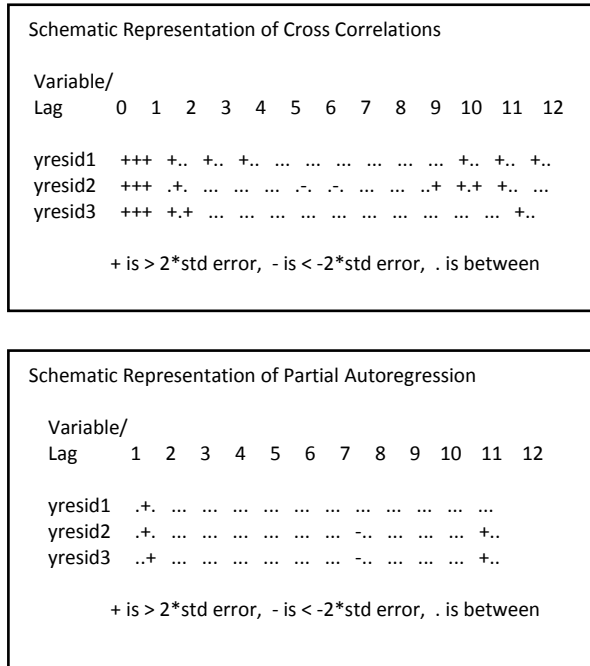 Schematic Representation of Cross Correlations
Variable/
Lag 0 1 2 3 4 5 6 7 8 9 10 11 12
yresid1 +++ +.. +.. +.. ... ... ... ... ... ... +.. +.. +..
yresid2 +++ .+. ... ... ... .-. .-. ... ... ..+ +.+ +.. ...
yresid3 +++ +.+ ... ... ... ... ... ... ... ... ... ... +..
+ is > 2*std error, - is < -2*std error, . is between
Schematic Representation of Partial Autoregression
Variable/
Lag 1 2 3 4 5 6 7 8 9 10 11 12
yresid1 .+. ... ... ... ... ... ... ... ... ... ... ...
yresid2 .+. ... ... ... ... ... ... -.. ... ... ... +..
yresid3 ..+ ... ... ... ... ... ... -.. ... ... ... +..
+ is > 2*std error, - is < -2*std error, . is between